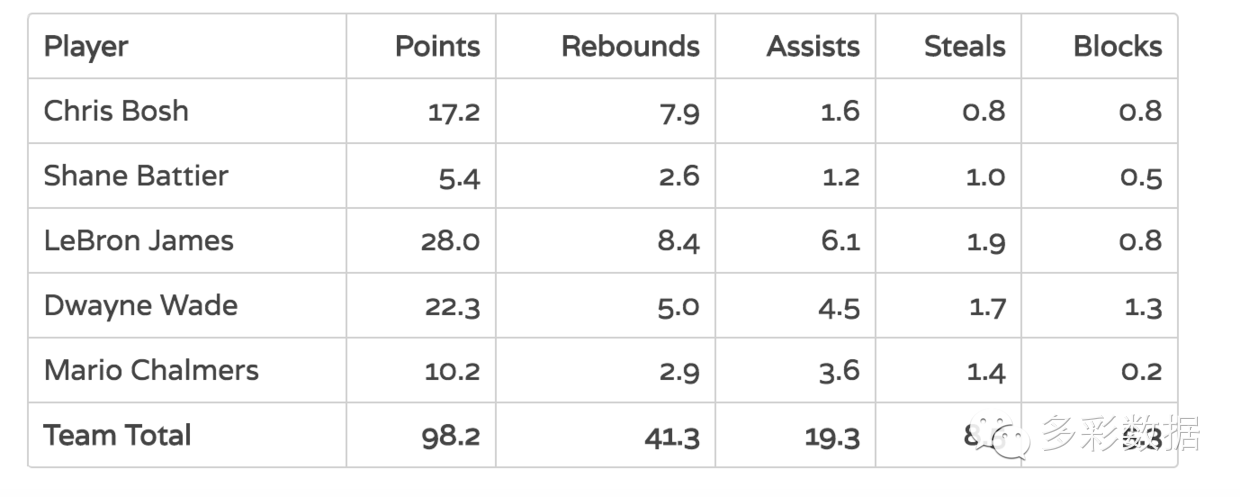 Player Points Rebounds Assists Steals Blocks
Chris Bosh 17.2 7.9 1.6 0.8 0.8
Shane Battier 5.4 2.6 1.2 1.0 0.5
LeBron James 28.0 8.4 6.1 1.9 0.8
Dwayne Wade 22.3 5.0 4.5 1.7 1.3
Mario Chalmers 10.2 2.9 3.6 1.4 0.2
Team Total 98.2 41.3 19.3
多彩数据